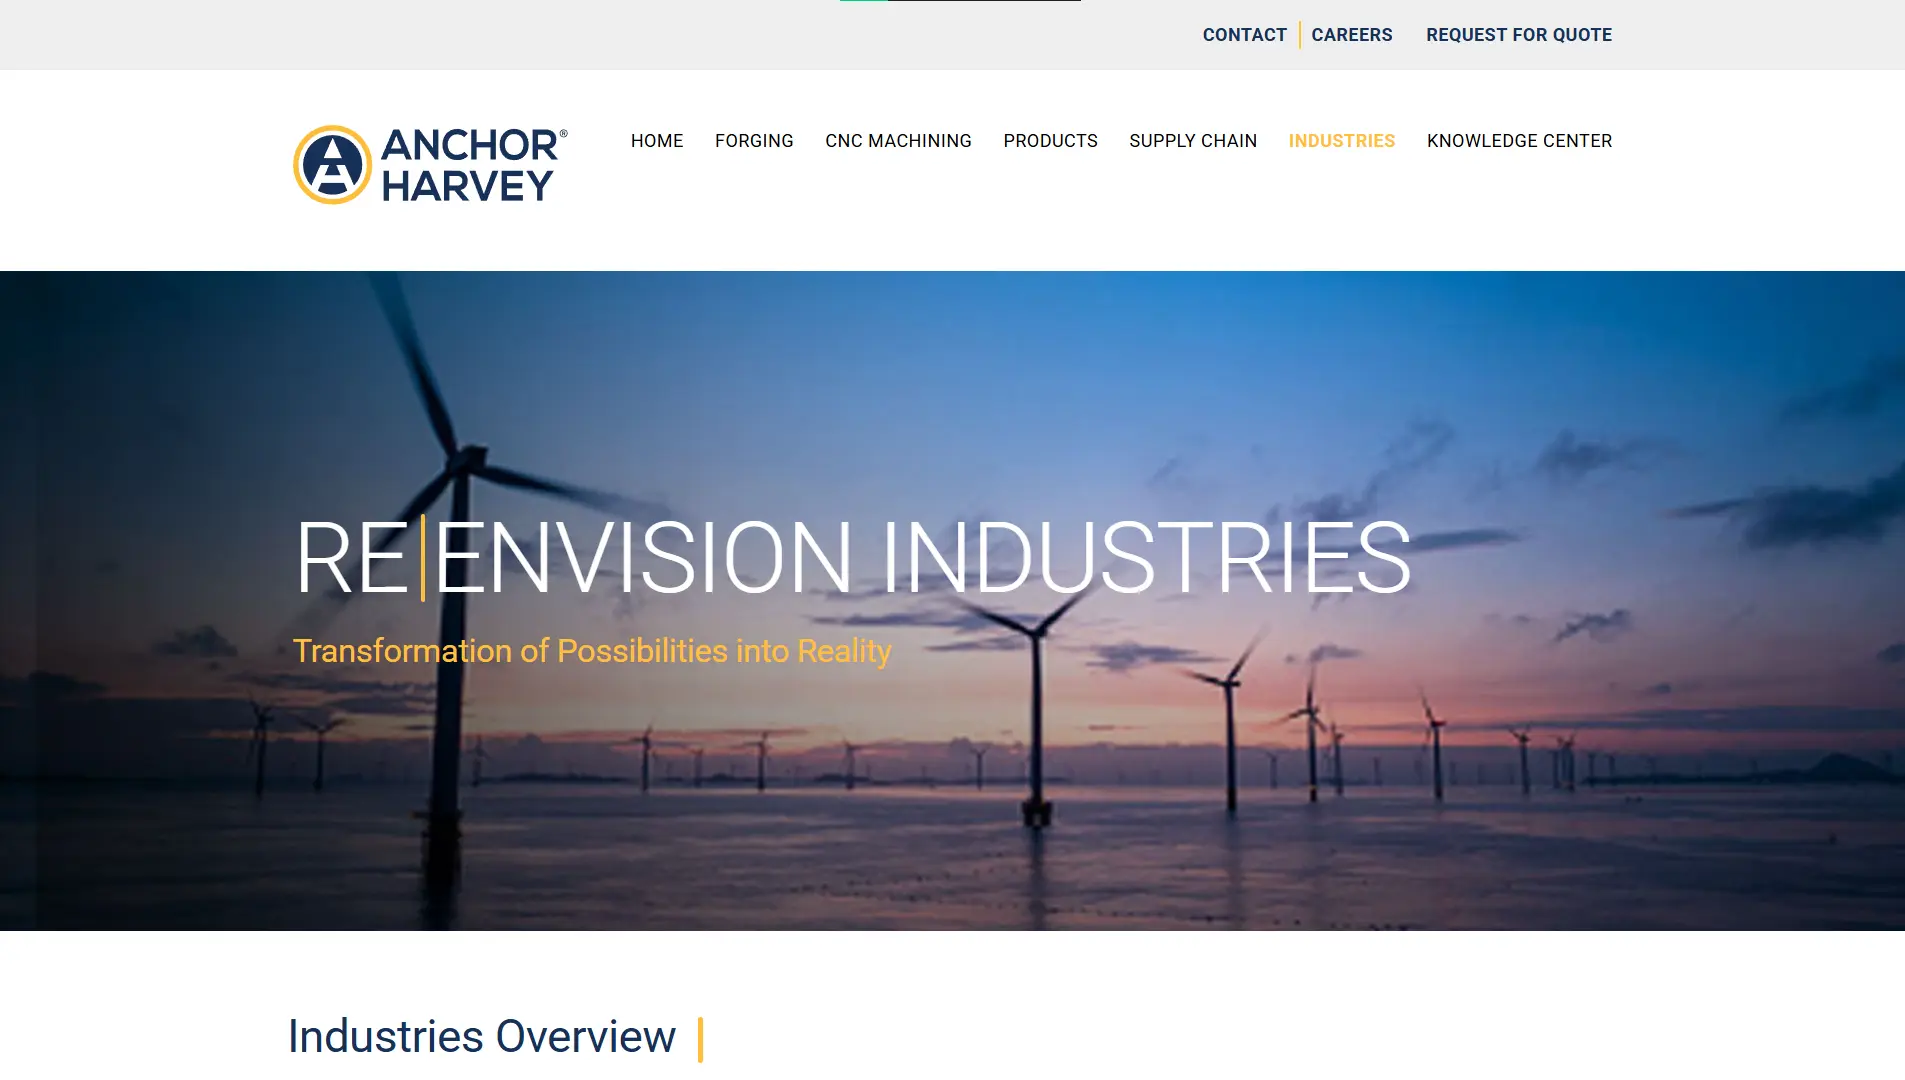 CONTACT CAREERS REQUEST FOR QUOTE
ANCHOR®
HARVEY
HOME FORGING CNC MACHINING PRODUCTS SUPPLY CHAIN INDUSTRIES KNOWLEDGE CENTER
RE|ENVISION INDUSTRIES
Transformation of Possibilities into Reality
Industries Overview